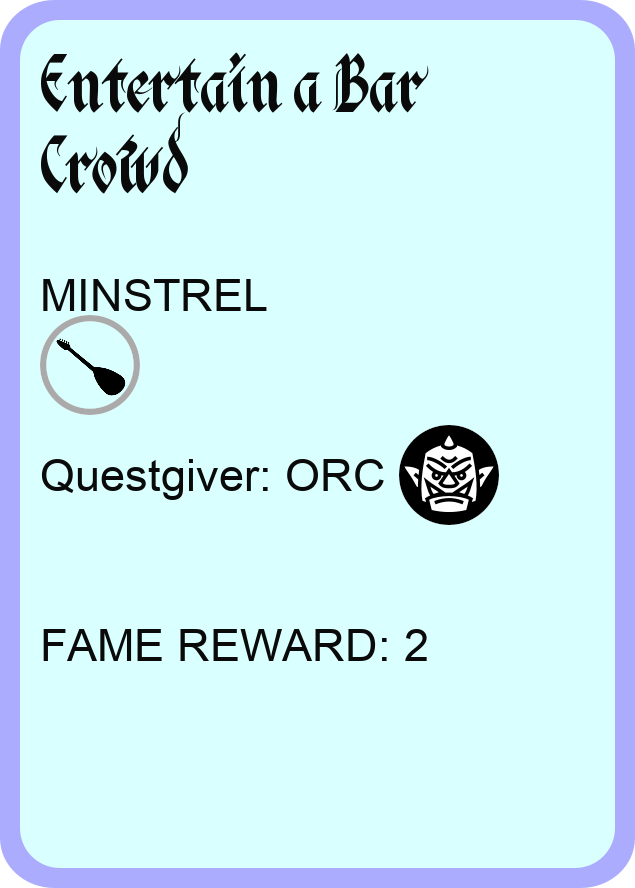 Entertain a Bar
Crowd
MINSTREL
Questgiver: ORC
FAME REWARD: 2